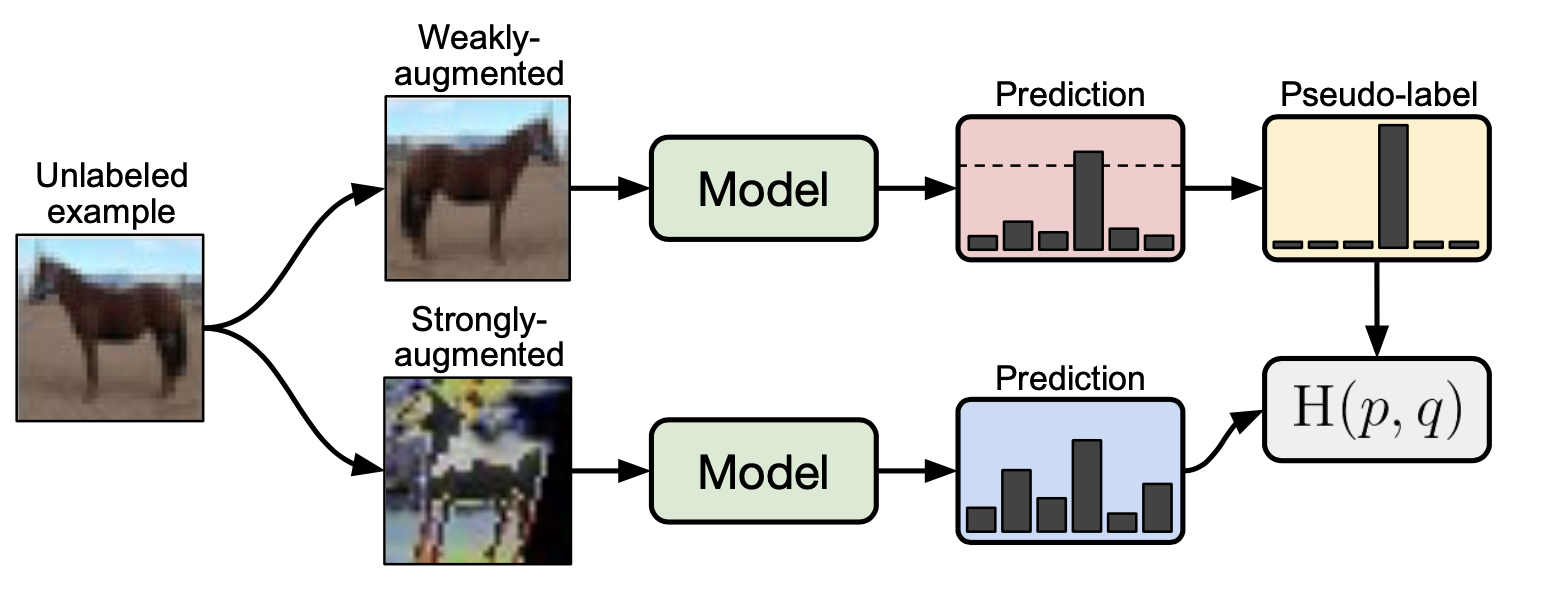 Unlabeled
example
Weakly-
augmented
Model
Prediction
Pseudo-label
Strongly-
augmented
Model
Prediction
H(p, q)